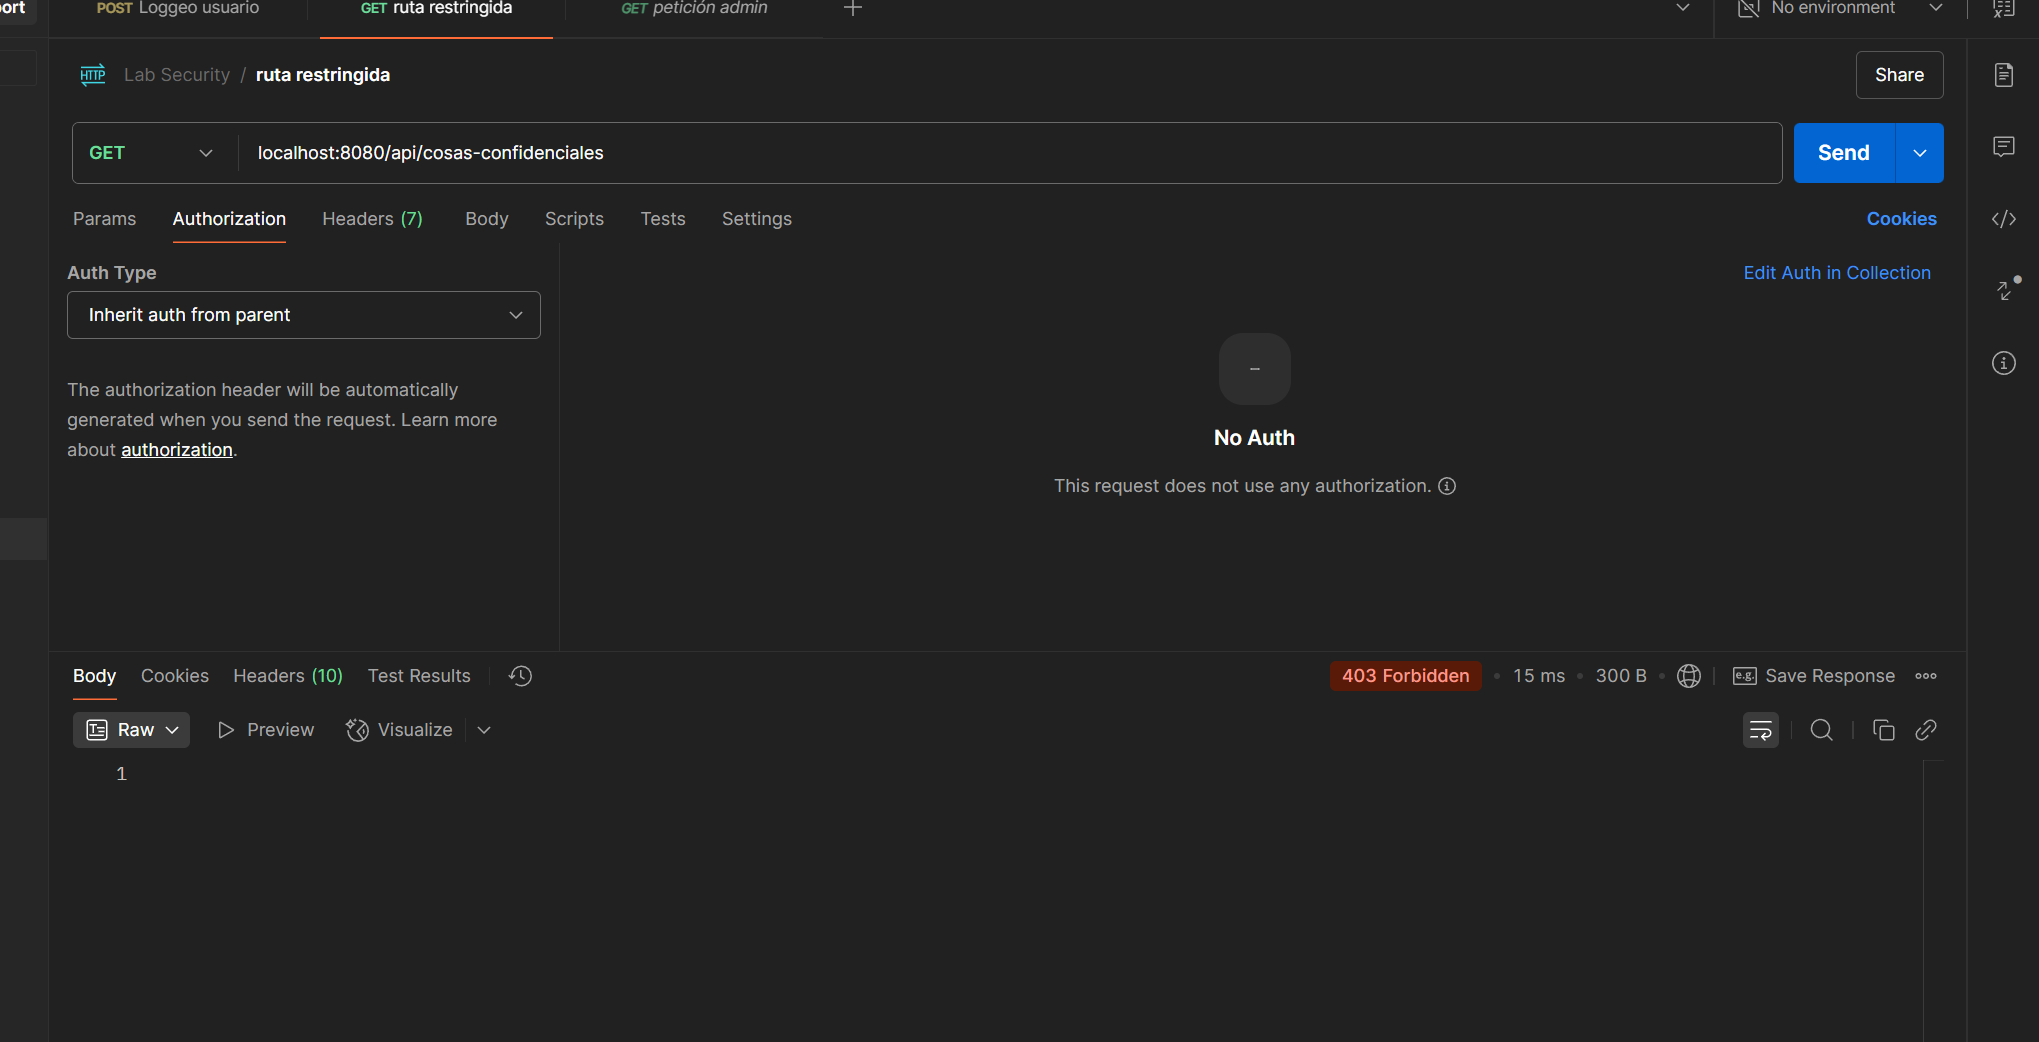 ort
POST Loggeo usuario
GET ruta restringida
GET petición admin
No environment
HTTP Lab Security / ruta restringida
Share
GET
localhost:8080/api/cosas-confidenciales
Send
Params
Authorization
Headers (7)
Body
Scripts
Tests
Settings
Cookies
Auth Type
Edit Auth in Collection
Inherit auth from parent
The authorization header will be automatically
generated when you send the request. Learn more
about authorization.
No Auth
This request does not use any authorization.
Body
Cookies
Headers (10)
Test Results
403 Forbidden
15 ms
300 B
e.g. Save Response
Raw
Preview
Visualize
1